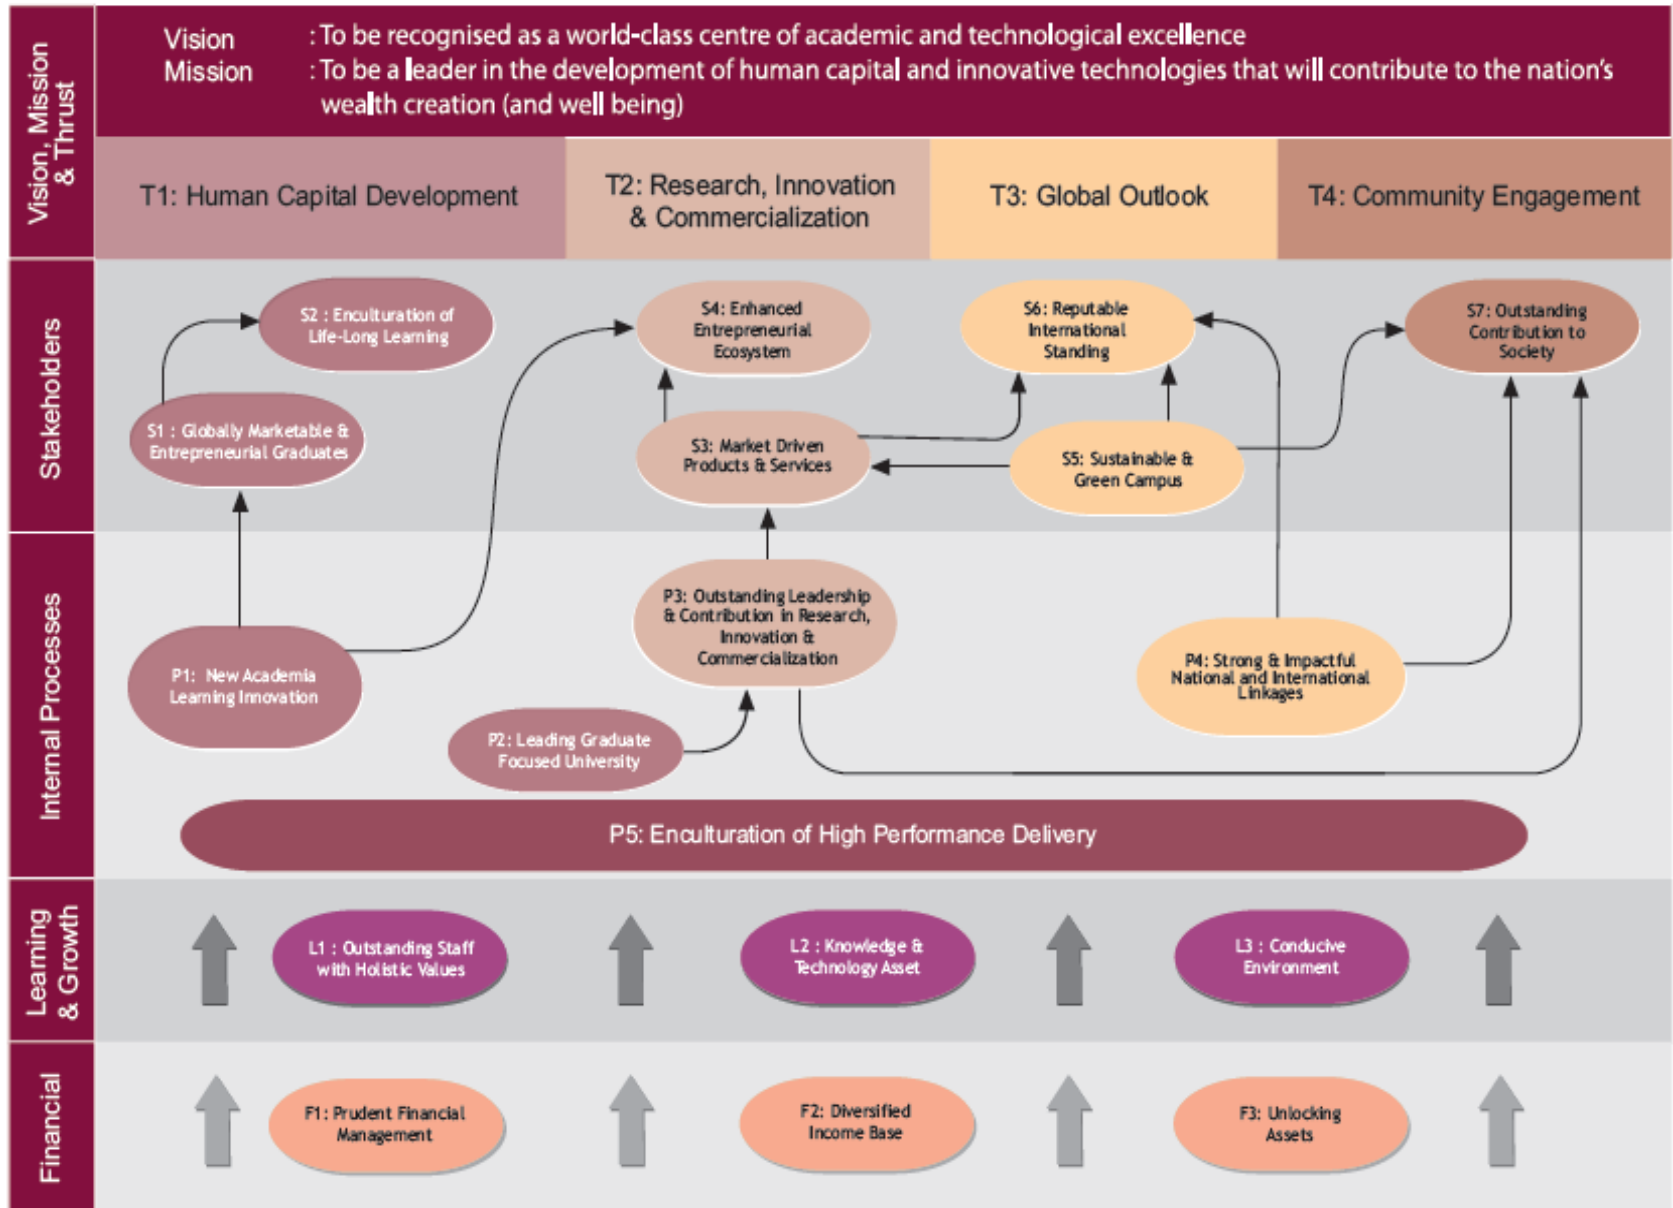 Vision, Mission
& Thrust
Vision : To be recognised as a world-class centre of academic and technological excellence
Mission : To be a leader in the development of human capital and innovative technologies that will contribute to the nation's
wealth creation (and well being)
T1: Human Capital Development
T2: Research, Innovation
& Commercialization
T3: Global Outlook
T4: Community Engagement
Stakeholders
S2 : Enculturation of
Life-Long Learning
S4: Enhanced
Entrepreneurial
Ecosystem
S6: Reputable
International
Standing
S7: Outstanding
Contribution to
Society
S1 : Globally Marketable &
Entrepreneurial Graduates
S3: Market Driven
Products & Services
S5: Sustainable &
Green Campus
Internal Processes
P1: New Academia
Learning Innovation
P3: Outstanding Leadership
& Contribution in Research,
Innovation &
Commercialization
P4: Strong & Impactful
National and International
Linkages
P2: Leading Graduate
Focused University
P5: Enculturation of High Performance Delivery
Learning
& Growth
L1 : Outstanding Staff
with Holistic Values
L2 : Knowledge &
Technology Asset
L3 : Conducive
Environment
Financial
F1: Prudent Financial
Management
F2: Diversified
Income Base
F3: Unlocking
Assets